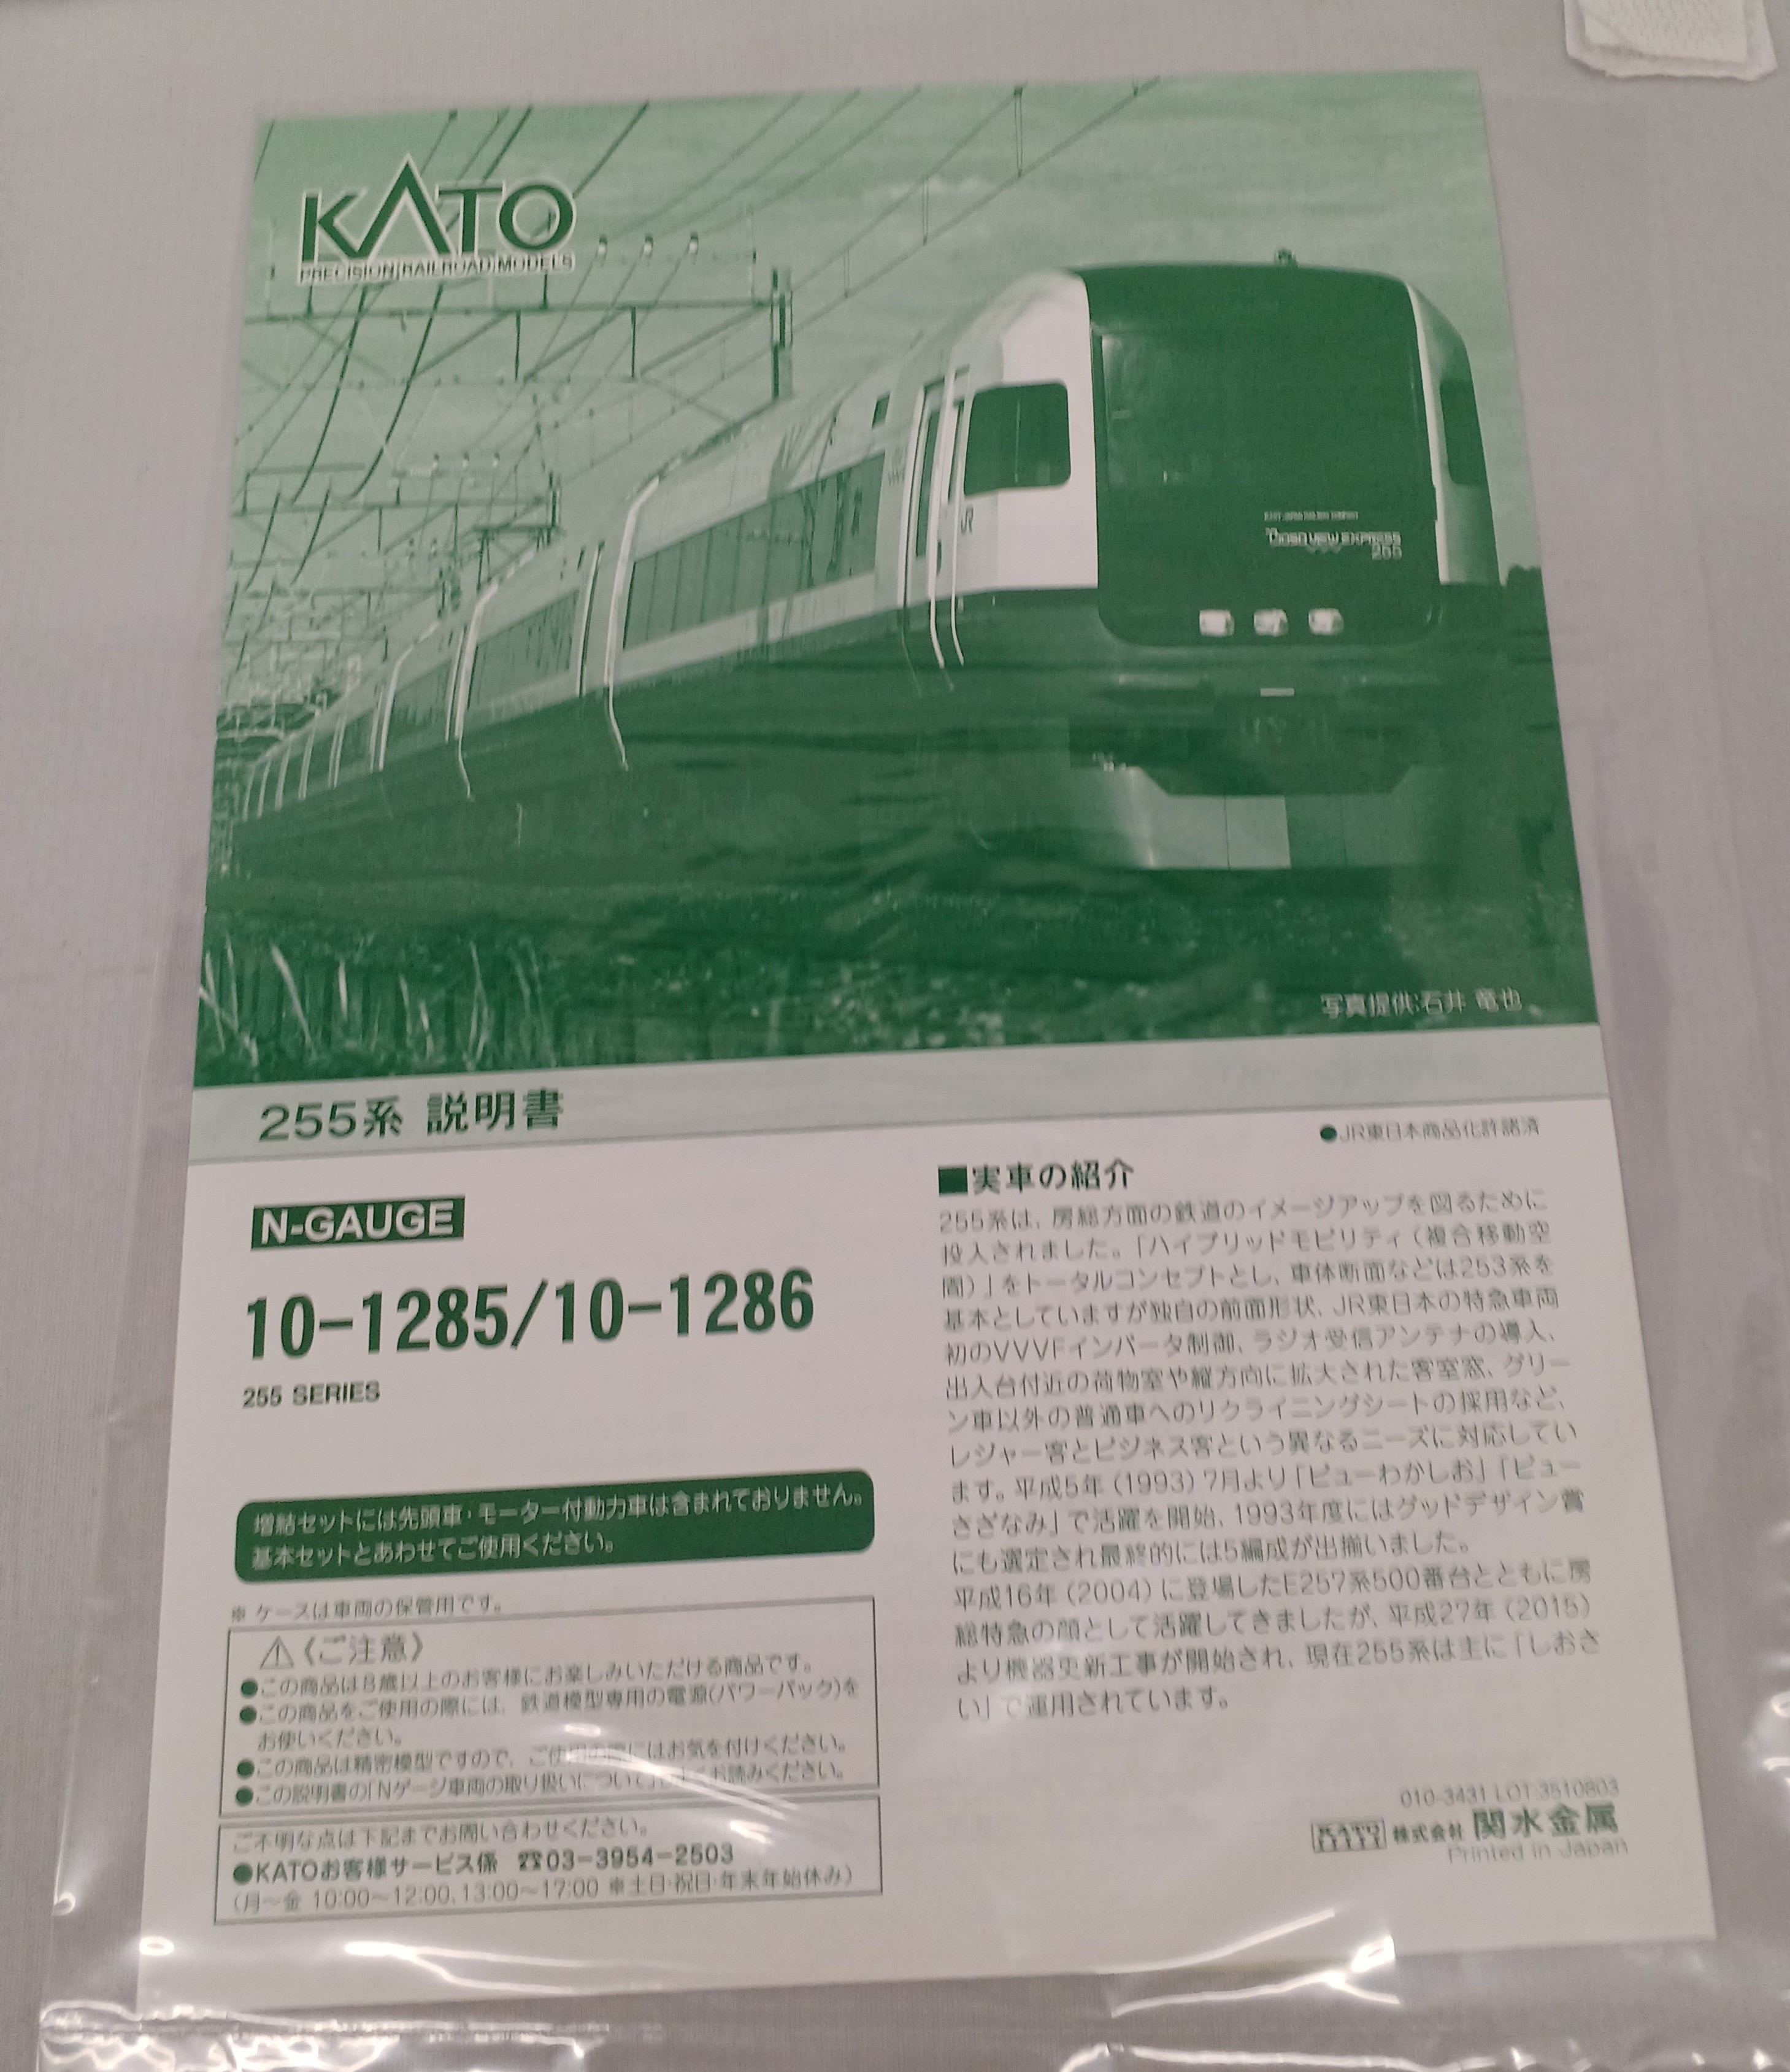 KATO
PRECISION RAILROAD MODELS
JR
EAST JAPAN RAILWAY COMPANY
BOSO VIEW EXPRESS
255
写真提供:石井 竜也
255系 説明書
●JR東日本商品化許諾済
N-GAUGE
10-1285/10-1286
255 SERIES
増結セットには先頭車・モーター付動力車は含まれておりません。
基本セットとあわせてご使用ください。
※ ケースは車両の保管用です。
⚠《ご注意》
●この商品は8歳以上のお客様にお楽しみいただける商品です。
●この商品をご使用の際には、鉄道模型専用の電源(パワーパック)を
お使いください。
●この商品は精密模型ですので、ご使用の際にはお気を付けください。
●この説明書の「Nゲージ車両の取り扱いについて」もよくお読みください。
ご不明な点は下記までお問い合わせください。
●KATOお客様サービス係 ☎03-3954-2503
(月〜金 10:00〜12:00、13:00〜17:00 ※土日・祝日・年末年始休み)
■実車の紹介
255系は、房総方面の鉄道のイメージアップを図るために
投入されました。「ハイブリッドモビリティ(複合移動空
間)」をトータルコンセプトとし、車体断面などは253系を
基本としていますが独自の前面形状、JR東日本の特急車両
初のVVVFインバータ制御、ラジオ受信アンテナの導入、
出入台付近の荷物室や縦方向に拡大された客室窓、グリー
ン車以外の普通車へのリクライニングシートの採用など、
レジャー客とビジネス客という異なるニーズに対応してい
ます。平成5年(1993)7月より「ビューわかしお」「ビュー
さざなみ」で活躍を開始、1993年度にはグッドデザイン賞
にも選定され最終的には5編成が出揃いました。
平成16年(2004)に登場したE257系500番台とともに房
総特急の顔として活躍してきましたが、平成27年(2015)
より機器更新工事が開始され、現在255系は主に「しおさ
い」で運用されています。
010-3431 LOT:3510803
KATO 株式会社 関水金属
Printed in Japan